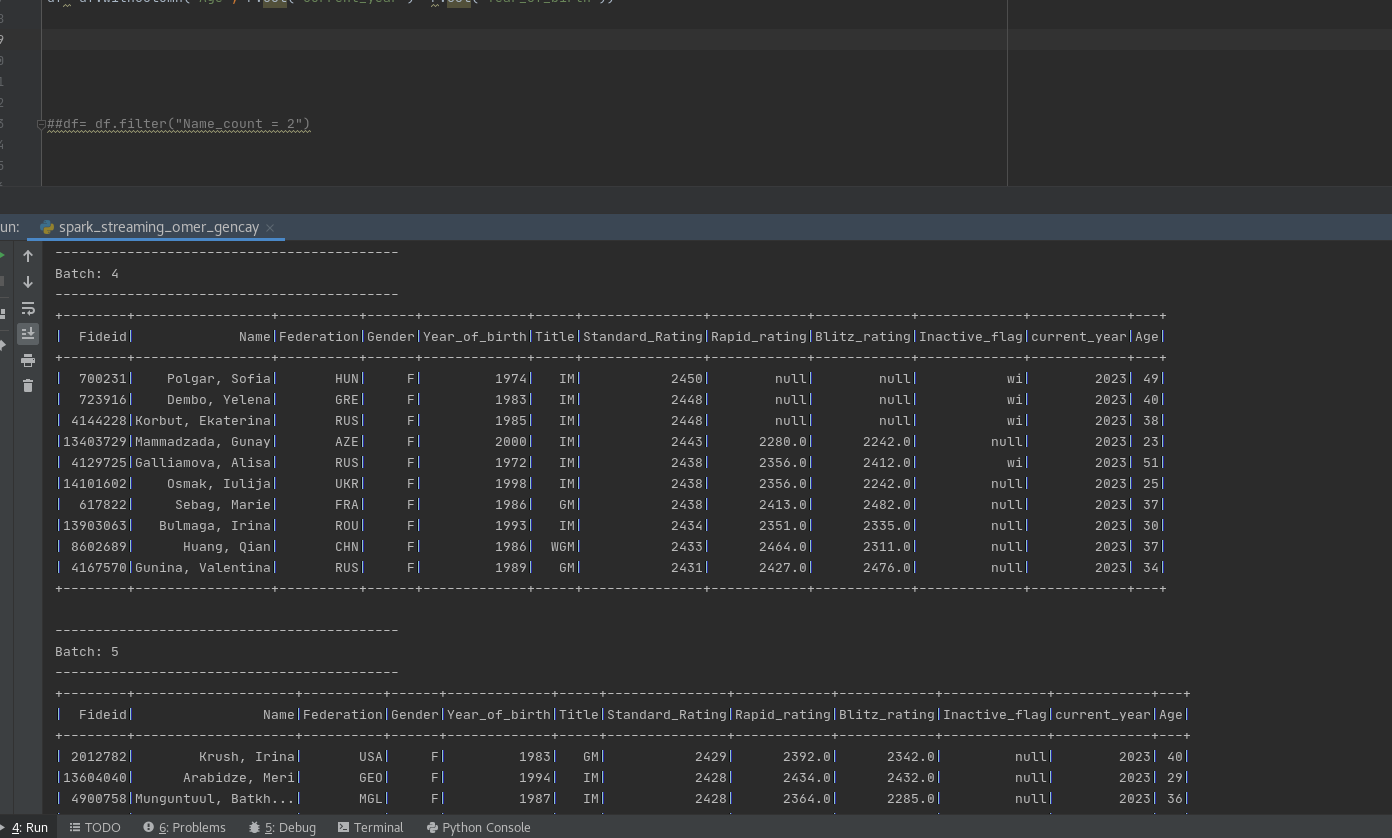 ##df= df.filter("Name_count = 2")
un: spark_streaming_omer_gencay ×
-------------------------------------------
Batch: 4
-------------------------------------------
+--------+-----------------+----------+------+-------------+-----+---------------+------------+------------+-------------+------------+---+
| Fideid| Name|Federation|Gender|Year_of_birth|Title|Standard_Rating|Rapid_rating|Blitz_rating|Inactive_flag|current_year|Age|
+--------+-----------------+----------+------+-------------+-----+---------------+------------+------------+-------------+------------+---+
| 700231| Polgar, Sofia| HUN| F| 1974| IM| 2450| null| null| wi| 2023| 49|
| 723916| Dembo, Yelena| GRE| F| 1983| IM| 2448| null| null| wi| 2023| 40|
| 4144228|Korbut, Ekaterina| RUS| F| 1985| IM| 2448| null| null| wi| 2023| 38|
|13403729|Mammadzada, Gunay| AZE| F| 2000| IM| 2443| 2280.0| 2242.0| null| 2023| 23|
| 4129725|Galliamova, Alisa| RUS| F| 1972| IM| 2438| 2356.0| 2412.0| wi| 2023| 51|
|14101602| Osmak, Iulija| UKR| F| 1998| IM| 2438| 2356.0| 2242.0| null| 2023| 25|
| 617822| Sebag, Marie| FRA| F| 1986| GM| 2438| 2413.0| 2482.0| null| 2023| 37|
|13903063| Bulmaga, Irina| ROU| F| 1993| IM| 2434| 2351.0| 2335.0| null| 2023| 30|
| 8602689| Huang, Qian| CHN| F| 1986| WGM| 2433| 2464.0| 2311.0| null| 2023| 37|
| 4167570|Gunina, Valentina| RUS| F| 1989| GM| 2431| 2427.0| 2476.0| null| 2023| 34|
+--------+-----------------+----------+------+-------------+-----+---------------+------------+------------+-------------+------------+---+
-------------------------------------------
Batch: 5
-------------------------------------------
+--------+--------------------+----------+------+-------------+-----+---------------+------------+------------+-------------+------------+---+
| Fideid| Name|Federation|Gender|Year_of_birth|Title|Standard_Rating|Rapid_rating|Blitz_rating|Inactive_flag|current_year|Age|
+--------+--------------------+----------+------+-------------+-----+---------------+------------+------------+-------------+------------+---+
| 2012782| Krush, Irina| USA| F| 1983| GM| 2429| 2392.0| 2342.0| null| 2023| 40|
|13604040| Arabidze, Meri| GEO| F| 1994| IM| 2428| 2434.0| 2432.0| null| 2023| 29|
| 4900758|Munguntuul, Batkh...| MGL| F| 1987| IM| 2428| 2364.0| 2285.0| null| 2023| 36|
4: Run TODO 6: Problems 5: Debug Terminal Python Console